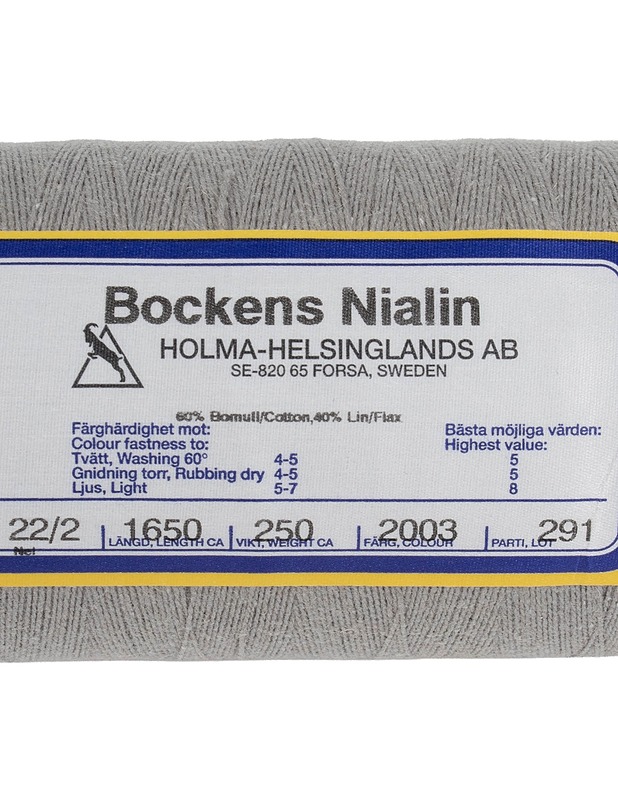 Bockens Nialin
HOLMA-HELSINGLANDS AB
SE-820 65 FORSA, SWEDEN
60% Bomull/Cotton,40% Lin/Flax
Färghärdighet mot: Bästa möjliga värden:
Colour fastness to: Highest value:
Tvätt, Washing 60° 4-5 5
Gnidning torr, Rubbing dry 4-5 5
Ljus, Light 5-7 8
22/2 1650 250 2003 291
Nel LÄNGD, LENGTH CA VIKT, WEIGHT CA FÄRG, COLOUR PARTI, LOT